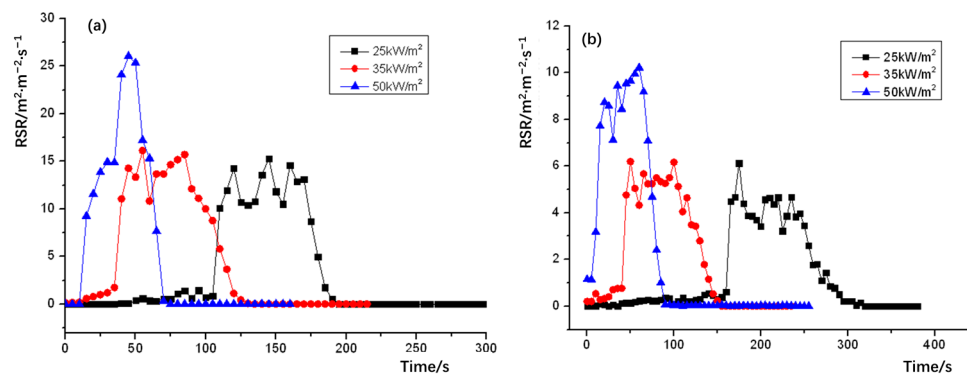 (a)
RSR/m²·m⁻²·s⁻¹
30
25
20
15
10
5
0
25kW/m²
35kW/m²
50kW/m²
0 50 100 150 200 250 300
Time/s
(b)
RSR/m²·m⁻²·s⁻¹
12
10
8
6
4
2
0
25kW/m²
35kW/m²
50kW/m²
0 100 200 300 400
Time/s